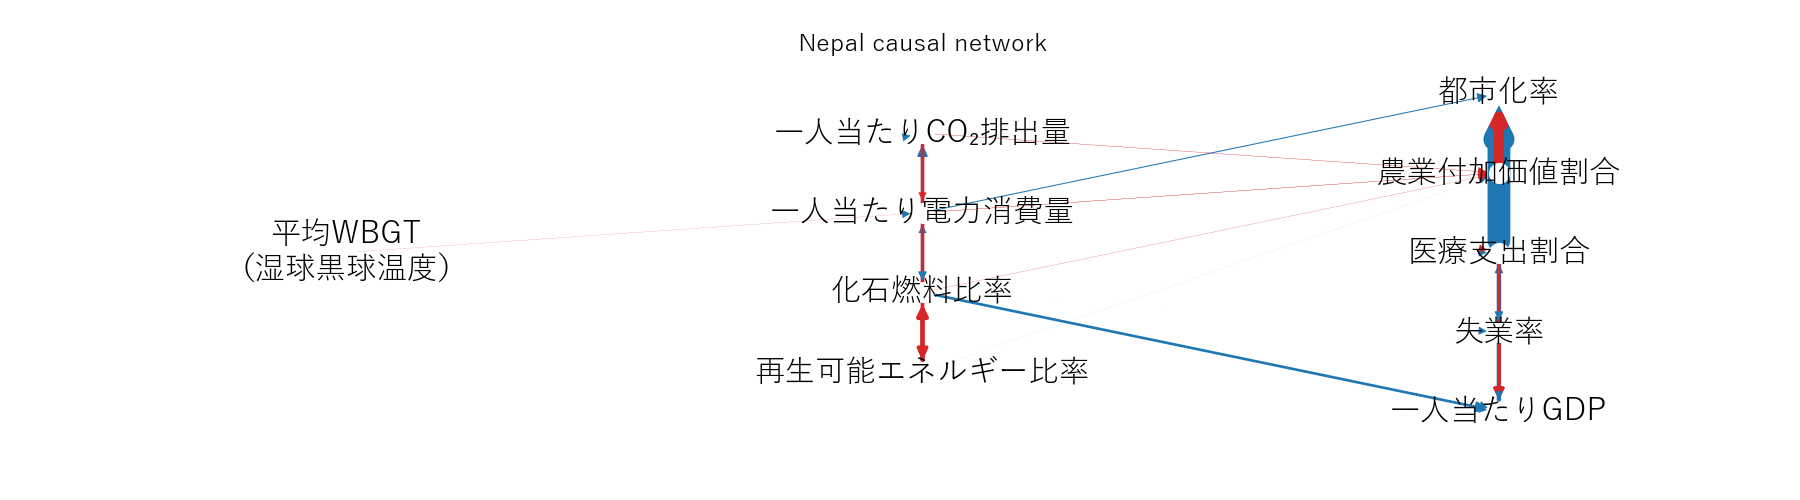 Nepal causal network
平均WBGT
(湿球黒球温度)
一人当たりCO₂排出量
一人当たり電力消費量
化石燃料比率
再生可能エネルギー比率
都市化率
農業付加価値割合
医療支出割合
失業率
一人当たりGDP